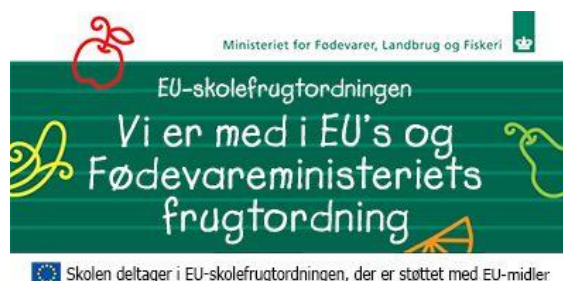 Ministeriet for Fødevarer, Landbrug og Fiskeri
EU-skolefrugtordningen
Vi er med i EU's og
Fødevareministeriets
frugtordning
Skolen deltager i EU-skolefrugtordningen, der er støttet med EU-midler